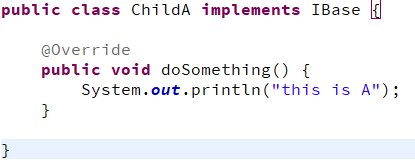 public class ChildA implements IBase {
@Override
public void doSomething() {
System.out.println("this is A");
}
}